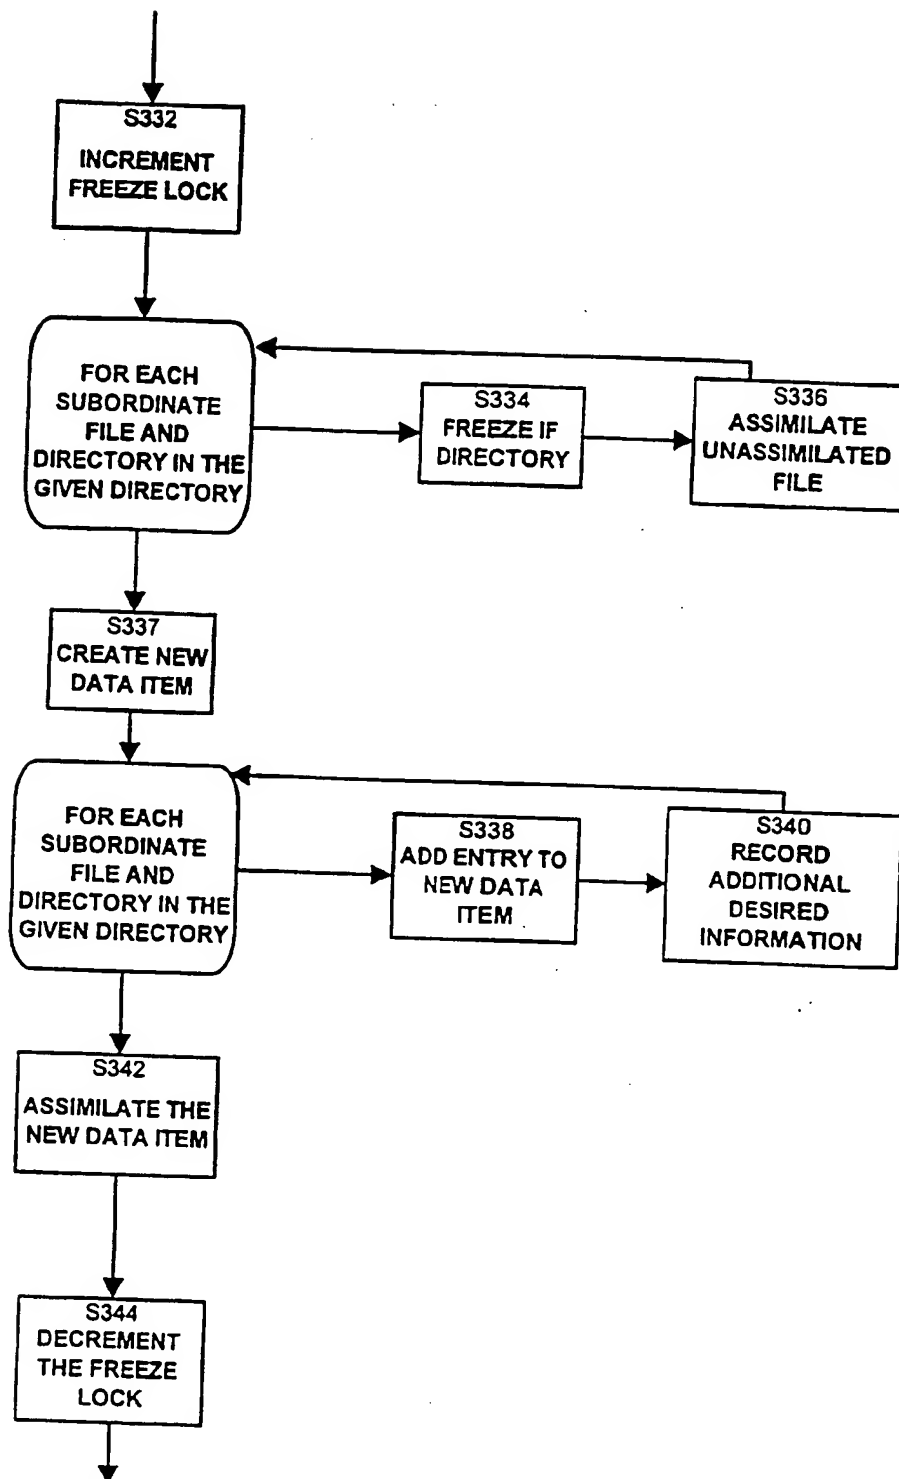 S332
INCREMENT
FREEZE LOCK
FOR EACH
SUBORDINATE
FILE AND
DIRECTORY IN THE
GIVEN DIRECTORY
S334
FREEZE IF
DIRECTORY
S336
ASSIMILATE
UNASSIMILATED
FILE
S337
CREATE NEW
DATA ITEM
FOR EACH
SUBORDINATE
FILE AND
DIRECTORY IN THE
GIVEN DIRECTORY
S338
ADD ENTRY TO
NEW DATA
ITEM
S340
RECORD
ADDITIONAL
DESIRED
INFORMATION
S342
ASSIMILATE THE
NEW DATA ITEM
S344
DECREMENT
THE FREEZE
LOCK